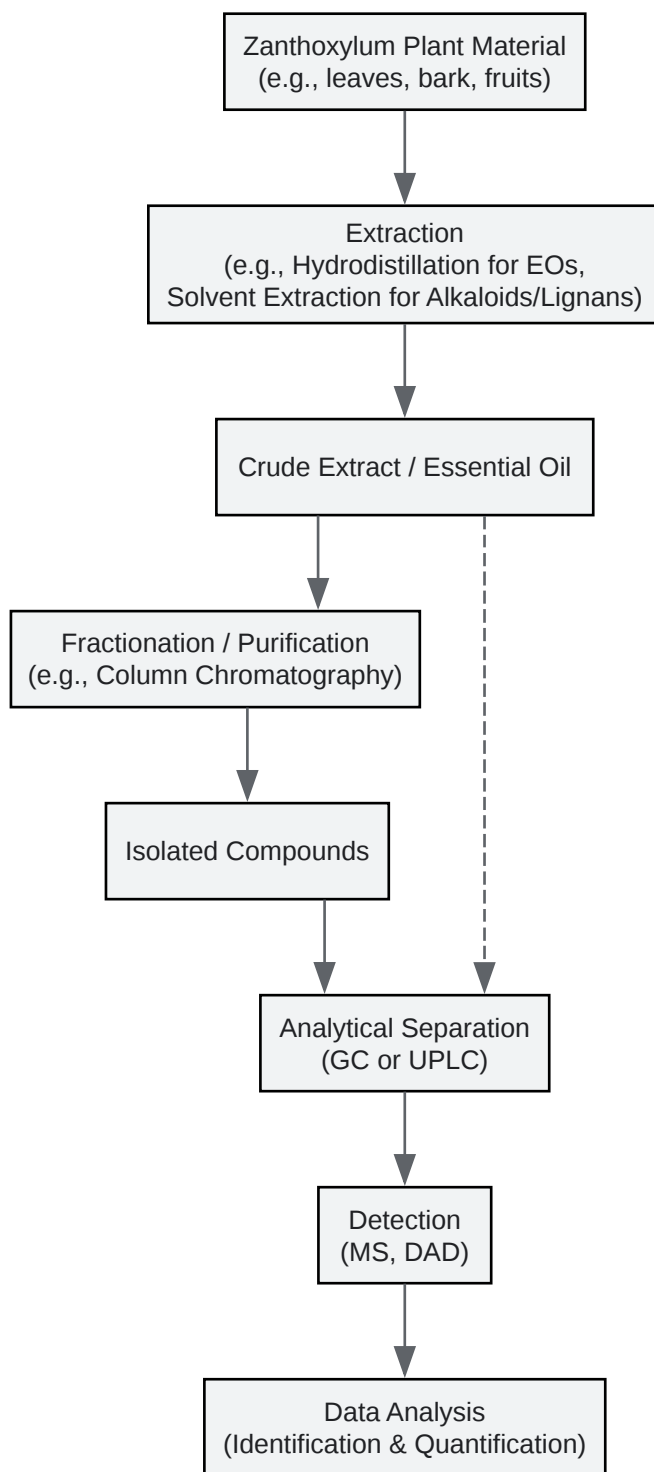 Zanthoxylum Plant Material
(e.g., leaves, bark, fruits)
Extraction
(e.g., Hydrodistillation for EOs,
Solvent Extraction for Alkaloids/Lignans)
Crude Extract / Essential Oil
Fractionation / Purification
(e.g., Column Chromatography)
Isolated Compounds
Analytical Separation
(GC or UPLC)
Detection
(MS, DAD)
Data Analysis
(Identification & Quantification)